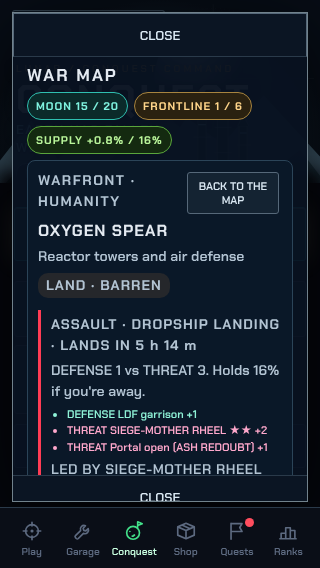 CLOSE
WAR MAP
MOON 15 / 20
FRONTLINE 1 / 6
SUPPLY +0.8% / 16%
WARFRONT ·
HUMANITY
BACK TO THE
MAP
OXYGEN SPEAR
Reactor towers and air defense
LAND · BARREN
ASSAULT · DROPSHIP LANDING
· LANDS IN 5 h 14 m
DEFENSE 1 vs THREAT 3. Holds 16%
if you're away.
• DEFENSE LDF garrison +1
• THREAT SIEGE-MOTHER RHEEL ★★ +2
• THREAT Portal open (ASH REDOUBT) +1
LED BY SIEGE-MOTHER RHEEL
CLOSE
Play
Garage
Conquest
Shop
Quests
Ranks